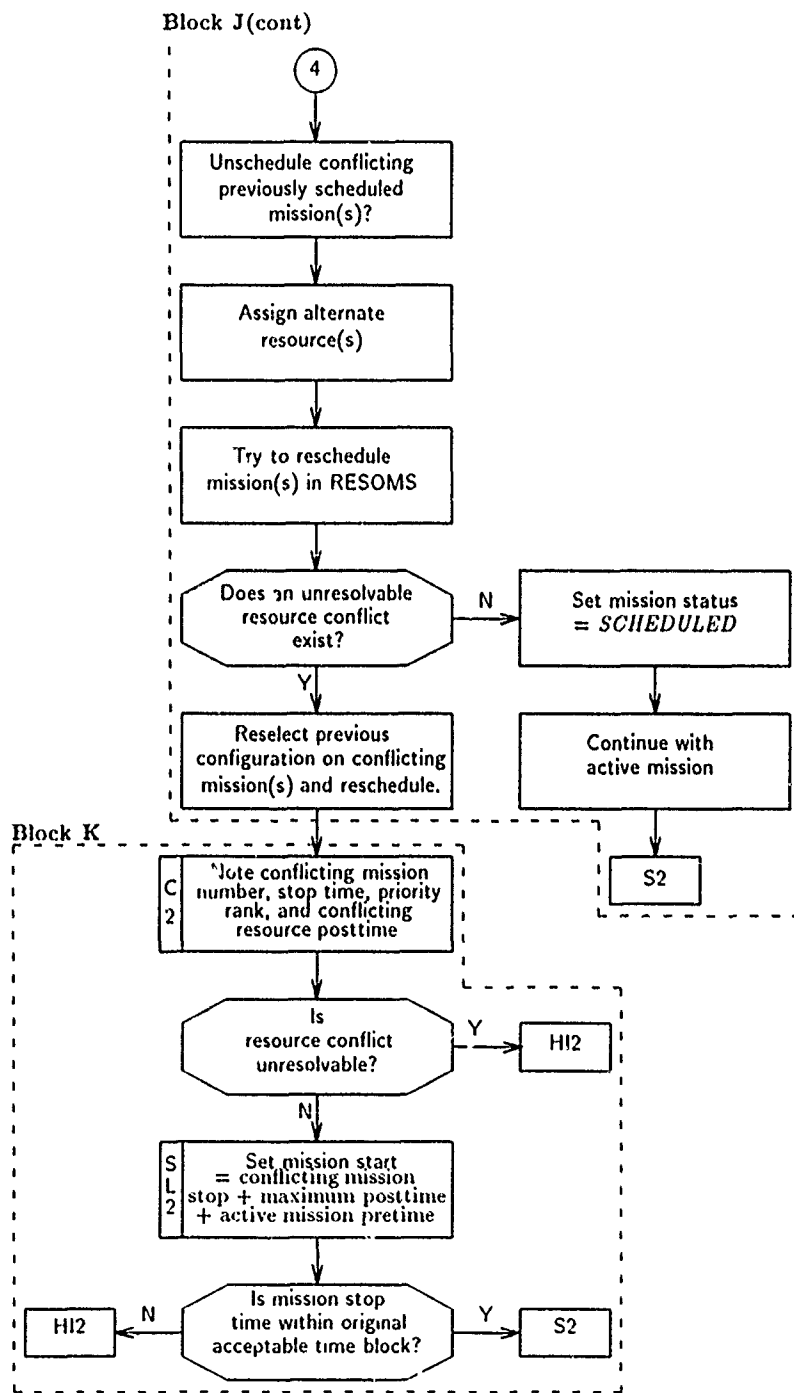 Block J(cont)
4
Unschedule conflicting
previously scheduled
mission(s)?
Assign alternate
resource(s)
Try to reschedule
mission(s) in RESOMS
Does an unresolvable
resource conflict
exist?
N
Set mission status
= SCHEDULED
Y
Reselect previous
configuration on conflicting
mission(s) and reschedule.
Continue with
active mission
S2
Block K
C
2
Note conflicting mission
number, stop time, priority
rank, and conflicting
resource posttime
Is
resource conflict
unresolvable?
Y
HI2
N
S
L
2
Set mission start
= conflicting mission
stop + maximum posttime
+ active mission pretime
Is mission stop
time within original
acceptable time block?
N
HI2
Y
S2